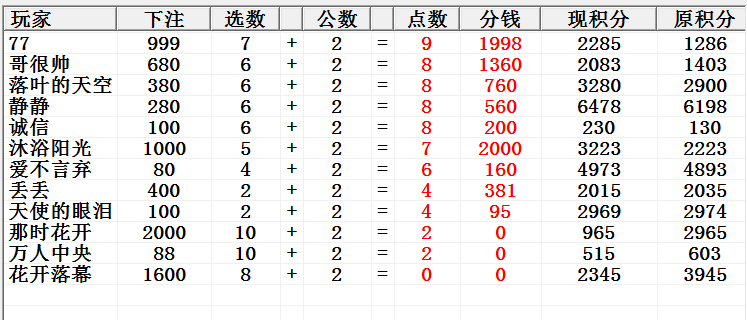 玩家 下注 选数 公数 点数 分钱 现积分 原积分
77 999 7 + 2 = 9 1998 2285 1286
哥很帅 680 6 + 2 = 8 1360 2083 1403
落叶的天空 380 6 + 2 = 8 760 3280 2900
静静 280 6 + 2 = 8 560 6478 6198
诚信 100 6 + 2 = 8 200 230 130
沐浴阳光 1000 5 + 2 = 7 2000 3223 2223
爱不言弃 80 4 + 2 = 6 160 4973 4893
丢丢 400 2 + 2 = 4 381 2015 2035
天使的眼泪 100 2 + 2 = 4 95 2969 2974
那时花开 2000 10 + 2 = 2 0 965 2965
万人中央 88 10 + 2 = 2 0 515 603
花开落幕 1600 8 + 2 = 0 0 2345 3945